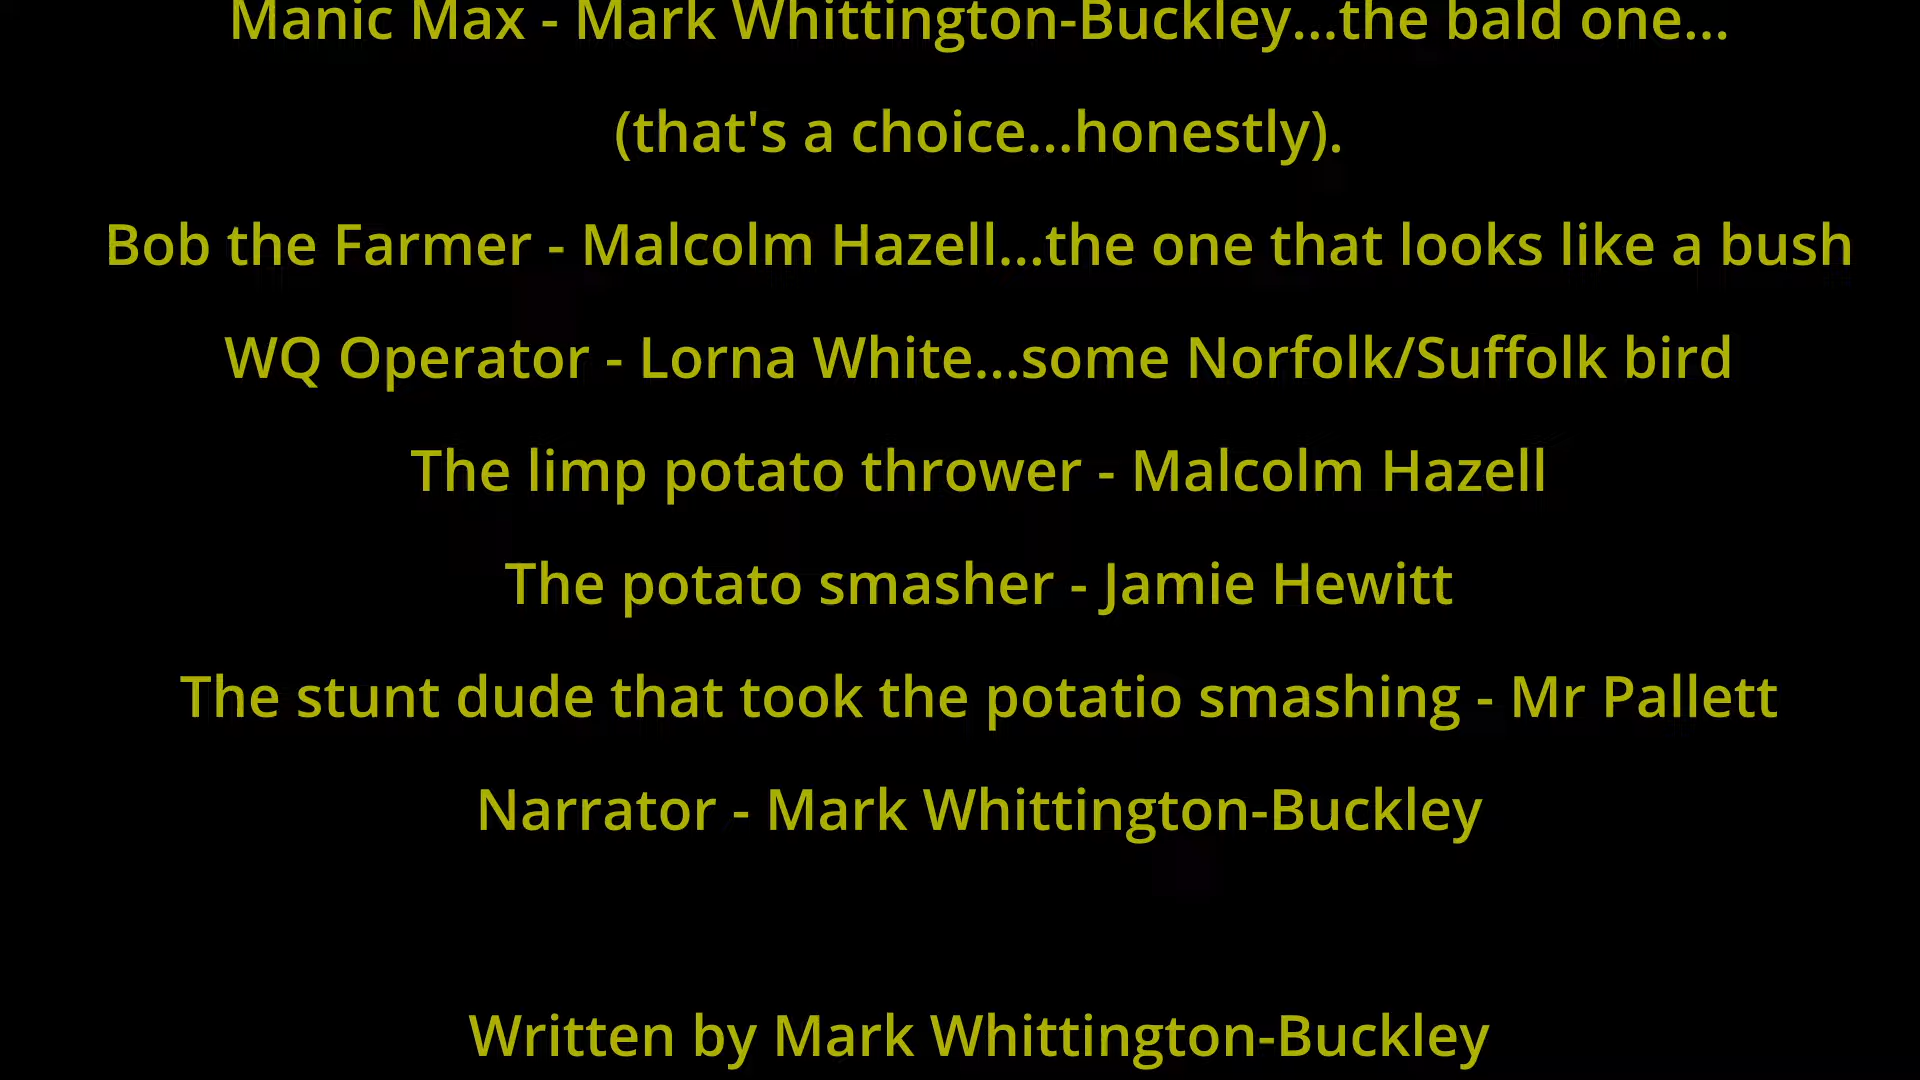 Manic Max - Mark Whittington-Buckley...the bald one...
(that's a choice...honestly).
Bob the Farmer - Malcolm Hazell...the one that looks like a bush
WQ Operator - Lorna White...some Norfolk/Suffolk bird
The limp potato thrower - Malcolm Hazell
The potato smasher - Jamie Hewitt
The stunt dude that took the potatio smashing - Mr Pallett
Narrator - Mark Whittington-Buckley
Written by Mark Whittington-Buckley